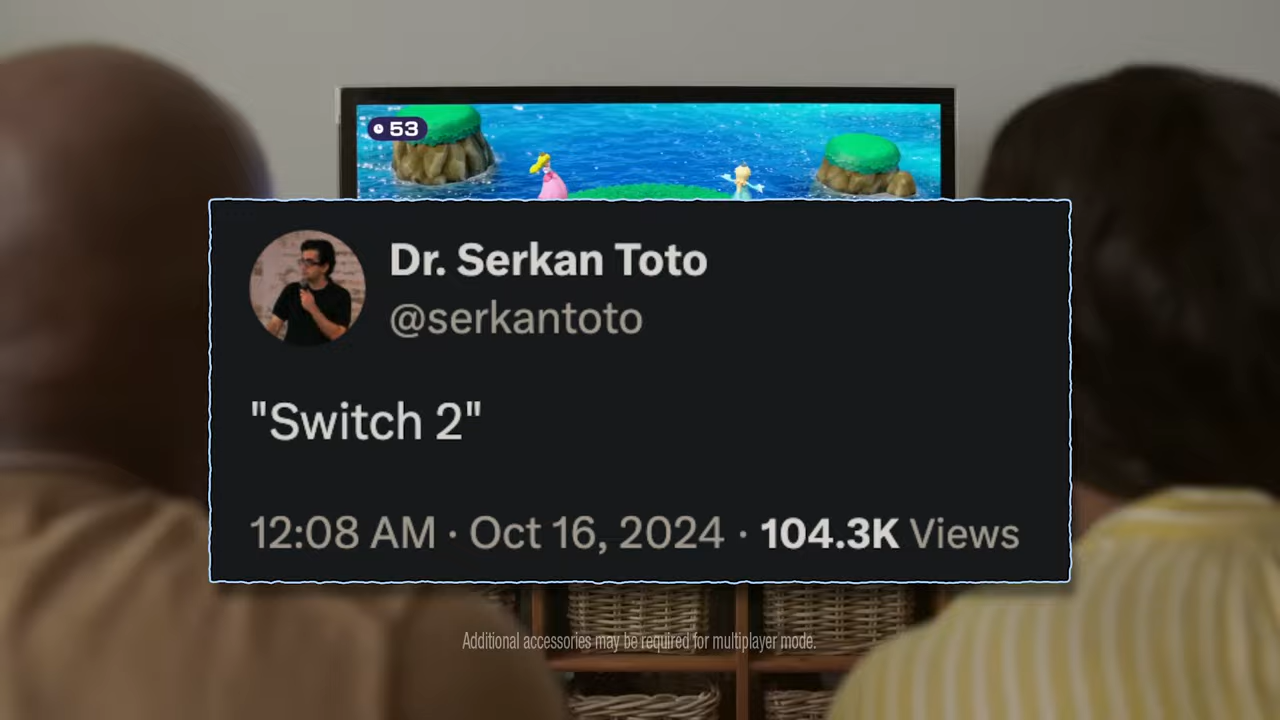 53
Dr. Serkan Toto
@serkantoto
"Switch 2"
12:08 AM · Oct 16, 2024 · 104.3K Views
Additional accessories may be required for multiplayer mode.